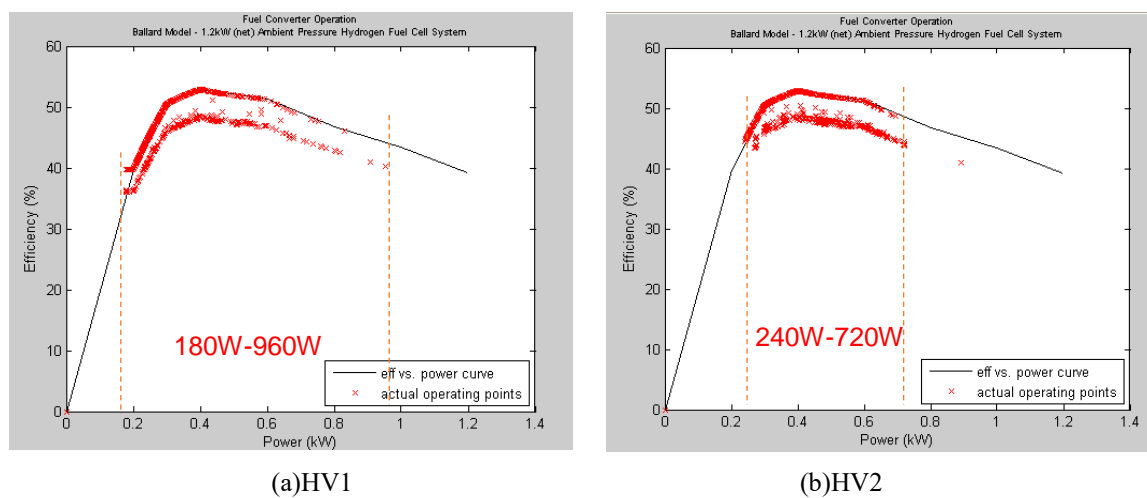 Fuel Converter Operation
Ballard Model - 1.2kW (net) Ambient Pressure Hydrogen Fuel Cell System
60
50
40
30
20
10
0
Efficiency (%)
180W-960W
eff vs. power curve
actual operating points
0 0.2 0.4 0.6 0.8 1 1.2 1.4
Power (kW)
(a)HV1
Fuel Converter Operation
Ballard Model - 1.2kW (net) Ambient Pressure Hydrogen Fuel Cell System
60
50
40
30
20
10
0
Efficiency (%)
240W-720W
eff vs. power curve
actual operating points
0 0.2 0.4 0.6 0.8 1 1.2 1.4
Power (kW)
(b)HV2